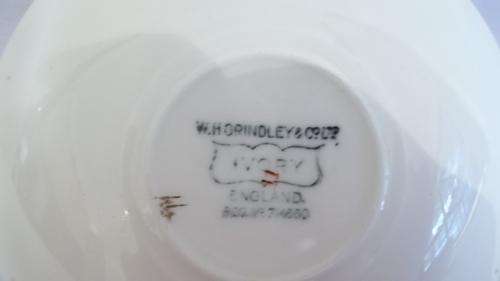 W.H.GRINDLEY & CO. LTD
IVORY
ENGLAND.